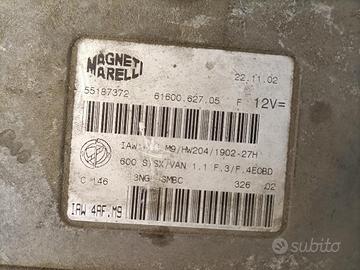 MAGNETI
MARELLI
22.11.02
55187372 61600.627.05 F 12V=
IAW M9/HW204/1902-27H
600 S/SX/VAN 1.1 F.3/F.4EOBD
C 146 3NG SMBC 326 02
IAW 4AF.M9
subito